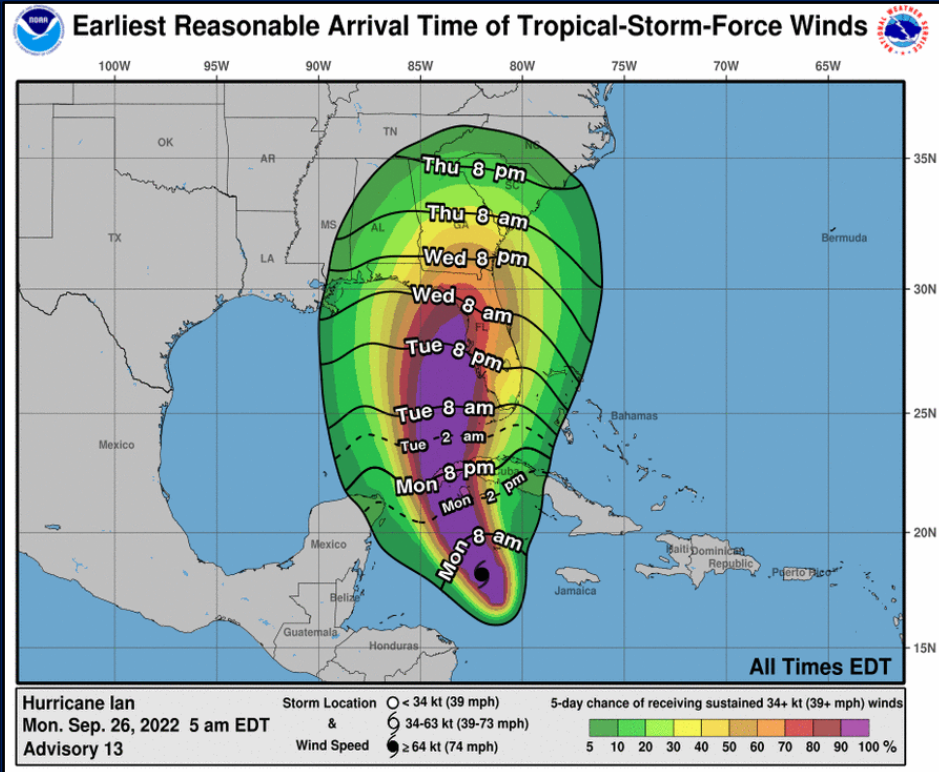 Earliest Reasonable Arrival Time of Tropical-Storm-Force Winds
NOAA
100W 95W 90W 85W 80W 75W 70W 65W
35N
30N
25N
20N
15N
TN
NC
OK
AR
SC
Thu 8 pm
Thu 8 am
MS
AL
GA
TX
LA
Bermuda
Wed 8 pm
Wed 8 am
FL
Tue 8 pm
Tue 8 am
Bahamas
Tue 2 am
Mexico
Mon 8 pm
Cuba
Mon 2 pm
Mon 8 am
Mexico
Haiti
Dominican
Republic
Puerto Rico
Jamaica
Belize
Guatemala
Honduras
All Times EDT
Hurricane Ian
Mon. Sep. 26, 2022 5 am EDT
Advisory 13
Storm Location
&
Wind Speed
< 34 kt (39 mph)
34-63 kt (39-73 mph)
≥ 64 kt (74 mph)
5-day chance of receiving sustained 34+ kt (39+ mph) winds
5 10 20 30 40 50 60 70 80 90 100 %